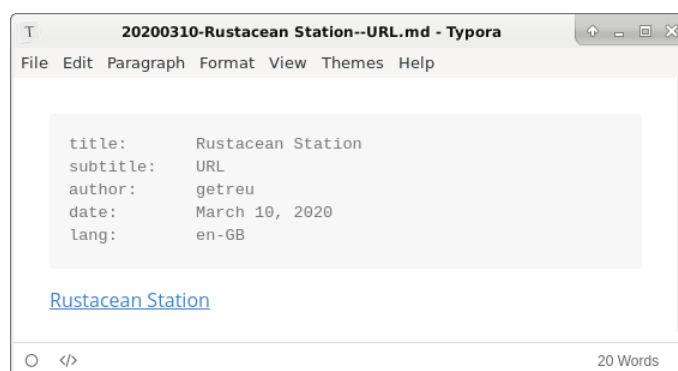 T 20200310-Rustacean Station--URL.md - Typora
File Edit Paragraph Format View Themes Help
title: Rustacean Station
subtitle: URL
author: getreu
date: March 10, 2020
lang: en-GB
Rustacean Station
</> 20 Words